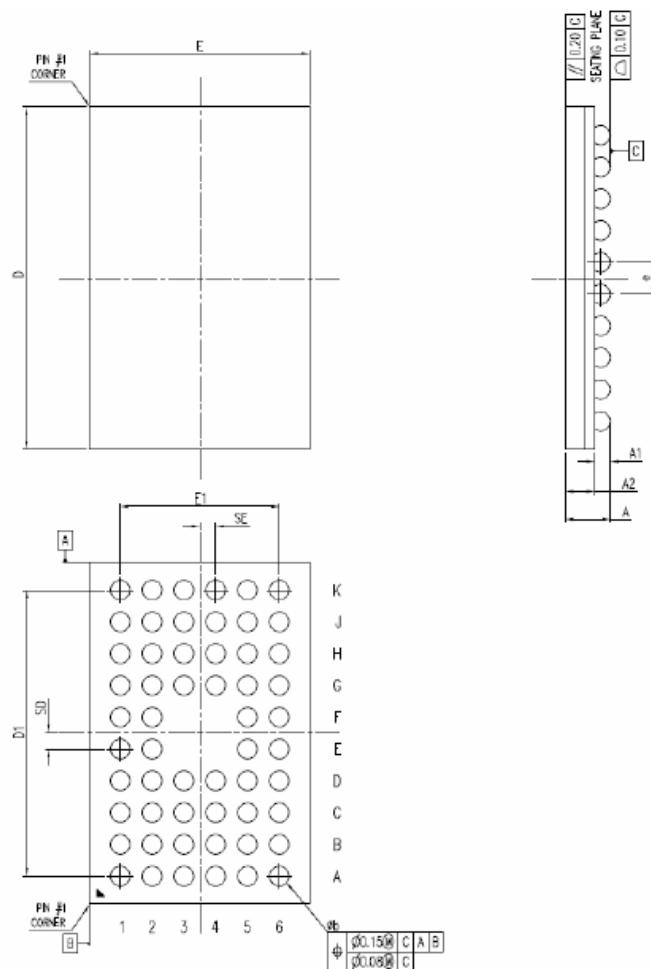 E
PIN #1
CORNER
D
// 0.20 C
SEATING PLANE
⌓ 0.10 C
C
e
A1
A2
A
E1
SE
A
K
J
H
G
F
E
D
C
B
A
D1
SD
PIN #1
CORNER
B
1 2 3 4 5 6
Øb
⌖ Ø0.15Ⓜ C A B
Ø0.08Ⓜ C